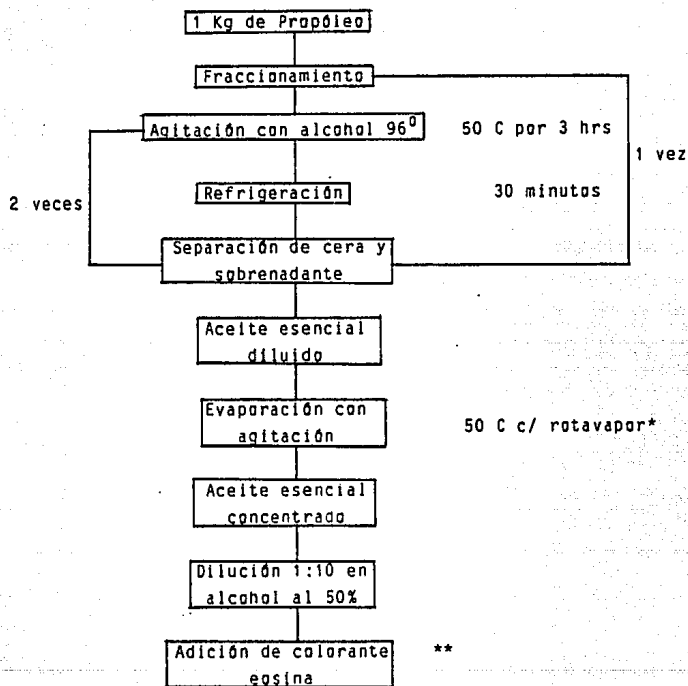 1 Kg de Propóleo
Fraccionamiento
Agitación con alcohol 96⁰
50 C por 3 hrs
1 vez
Refrigeración
30 minutos
2 veces
Separación de cera y
sobrenadante
Aceite esencial
diluido
Evaporación con
agitación
50 C c/ rotavapor*
Aceite esencial
concentrado
Dilución 1:10 en
alcohol al 50%
Adición de colorante
eosina
**